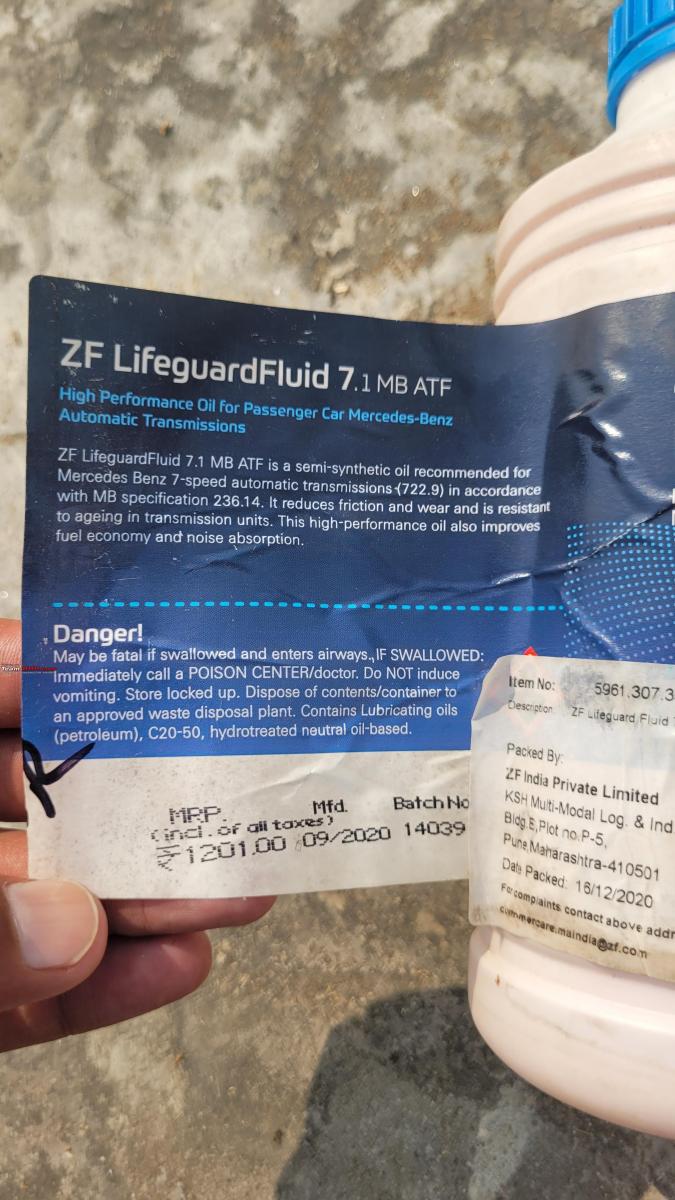 ZF LifeguardFluid 7.1 MB ATF
High Performance Oil for Passenger Car Mercedes-Benz
Automatic Transmissions
ZF LifeguardFluid 7.1 MB ATF is a semi-synthetic oil recommended for
Mercedes Benz 7-speed automatic transmissions (722.9) in accordance
with MB specification 236.14. It reduces friction and wear and is resistant
to ageing in transmission units. This high-performance oil also improves
fuel economy and noise absorption.
Danger!
May be fatal if swallowed and enters airways., IF SWALLOWED:
Immediately call a POISON CENTER/doctor. Do NOT induce
vomiting. Store locked up. Dispose of contents/container to
an approved waste disposal plant. Contains Lubricating oils
(petroleum), C20-50, hydrotreated neutral oil-based.
MRP. Mfd. Batch No
(incl. of all taxes)
₹1201.00 09/2020 14039
Item No: 5961.307.3
Description: ZF Lifeguard Fluid
Packed By:
ZF India Private Limited
KSH Multi-Modal Log. & Ind
Bldg.E,Plot no.P-5,
Pune,Maharashtra-410501
Date Packed: 16/12/2020
For complaints contact above addr
customercare.maindia@zf.com